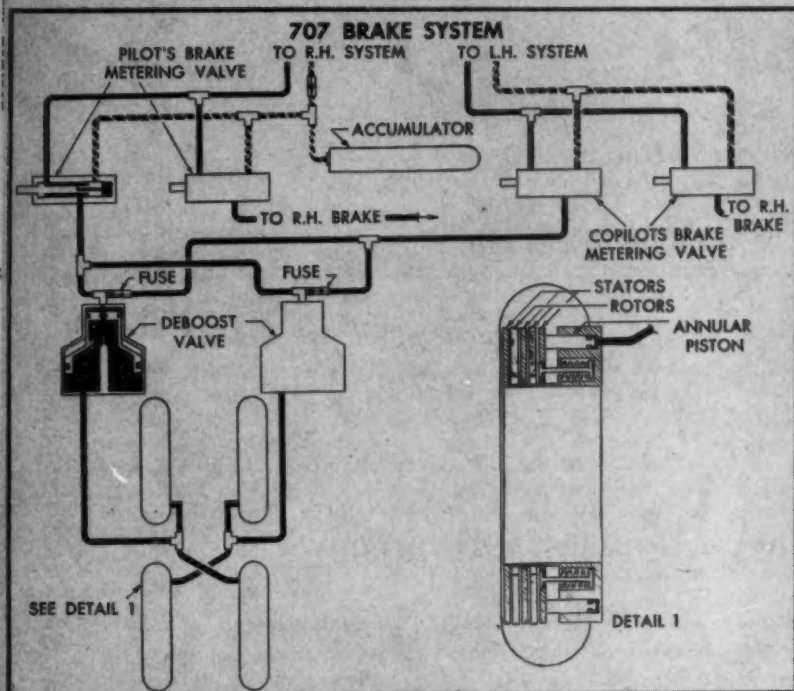 707 BRAKE SYSTEM
PILOT'S BRAKE
METERING VALVE
TO R.H. SYSTEM
TO L.H. SYSTEM
ACCUMULATOR
TO R.H. BRAKE
TO R.H.
BRAKE
COPILOTS BRAKE
METERING VALVE
FUSE
FUSE
DEBOOST
VALVE
STATORS
ROTORS
ANNULAR
PISTON
SEE DETAIL 1
DETAIL 1